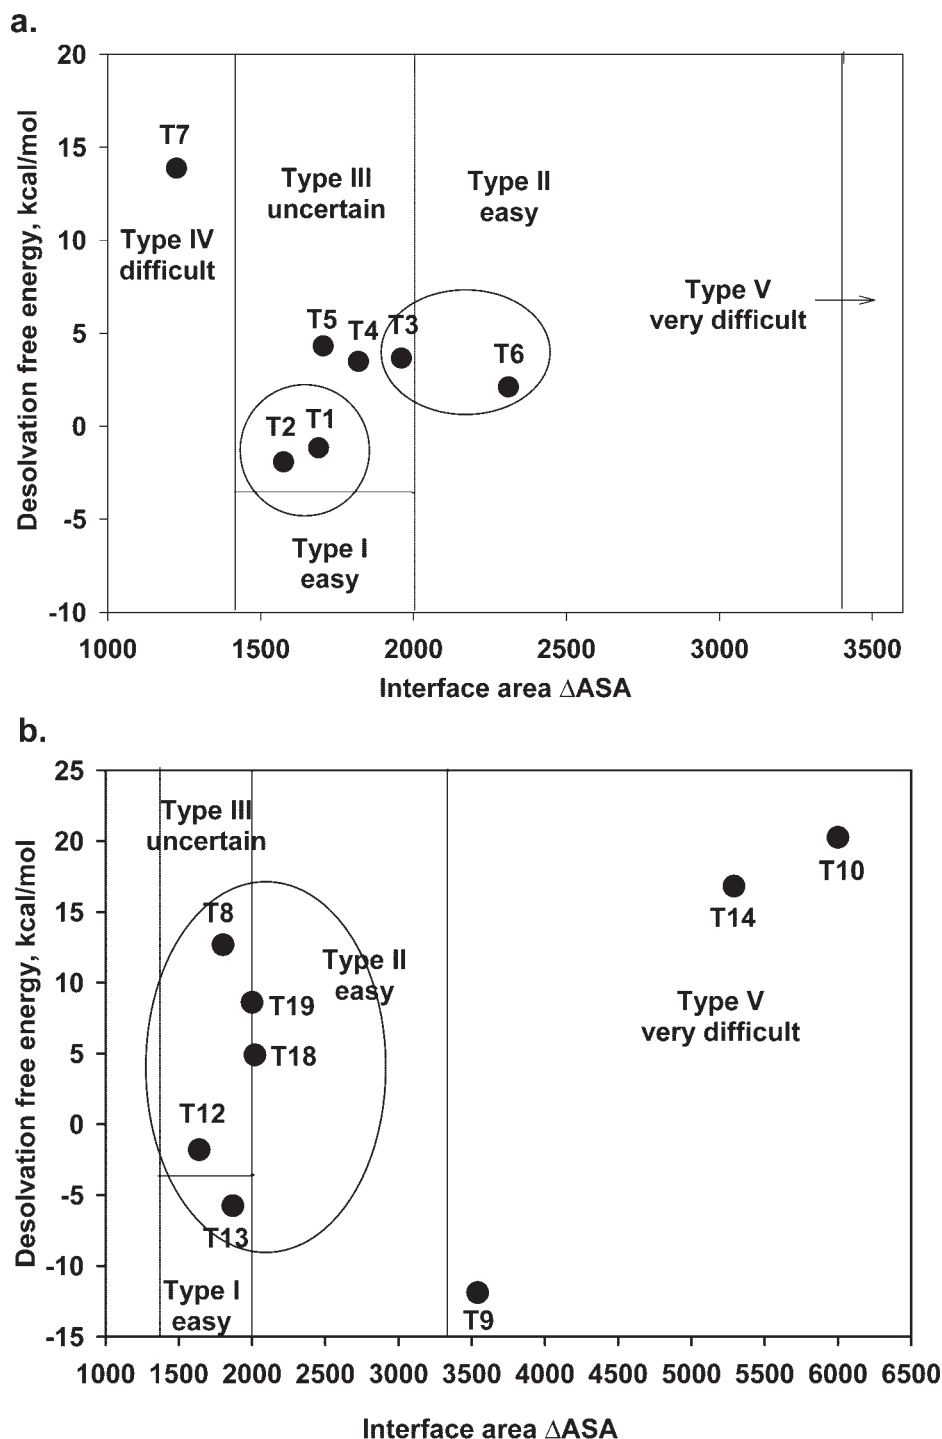 a.
20
15
10
5
0
-5
-10
Desolvation free energy, kcal/mol
T7
Type III
uncertain
Type II
easy
Type IV
difficult
Type V
very difficult
T5
T4
T3
T6
T2
T1
Type I
easy
1000 1500 2000 2500 3000 3500
Interface area ΔASA
b.
25
20
15
10
5
0
-5
-10
-15
Desolvation free energy, kcal/mol
Type III
uncertain
T10
T14
T8
Type II
easy
T19
Type V
very difficult
T18
T12
T13
Type I
easy
T9
1000 1500 2000 2500 3000 3500 4000 4500 5000 5500 6000 6500
Interface area ΔASA